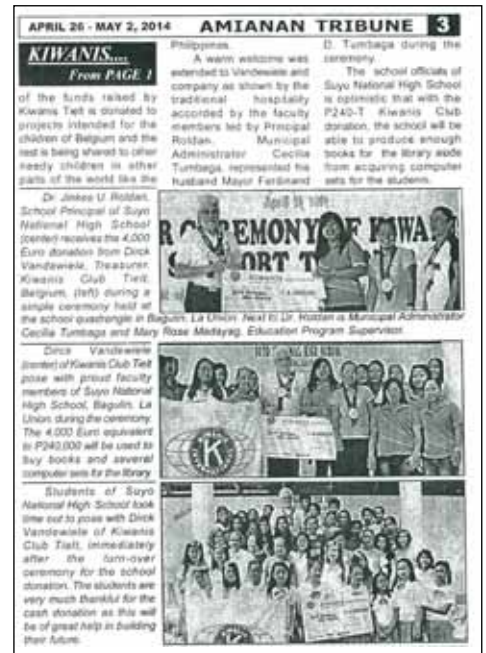 APRIL 26 - MAY 2, 2014 AMIANAN TRIBUNE 3
KIWANIS....
From PAGE 1
of the funds raised by
Kiwanis Tielt is donated to
projects intended for the
children of Belgium and the
rest is being shared to other
needy children in other
parts of the world like the
Philippines.
A warm welcome was
extended to Vandewiele and
company as shown by the
traditional hospitality
accorded by the faculty
members led by Principal
Roldan. Municipal
Administrator Cecilia
Tumbaga, represented his
husband Mayor Ferdinand
D. Tumbaga during the
ceremony.
The school officials of
Suyo National High School
is optimistic that with the
P240-T Kiwanis Club
donation, the school will be
able to produce enough
books for the library aside
from acquiring computer
sets for the students.
Dr. U. Roldan,
School Principal of Suyo
National High School
(center) receives the 4,000
Euro donation from Dirck
Vandewiele, Treasurer,
Kiwanis Club Tielt,
Belgium, (left) during a
simple ceremony held at
the school quadrangle in Bagulin, La Union. Next to Dr. Roldan is Municipal Administrator
Cecilia Tumbaga and Mary Rose Madayag, Education Program Supervisor.
April 2014
CEREMONY OF KIWA
PORT
Dirck Vandewiele
(center) of Kiwanis Club Tielt
pose with proud faculty
members of Suyo National
High School, Bagulin, La
Union, during the ceremony.
The 4,000 Euro equivalent
to P240,000 will be used to
buy books and several
computer sets for the library
K
Students of Suyo
National High School took
time out to pose with Dirck
Vandewiele of Kiwanis
Club Tielt, immediately
after the turn-over
ceremony for the school
donation. The students are
very much thankful for the
cash donation as this will
be of great help in building
their future.